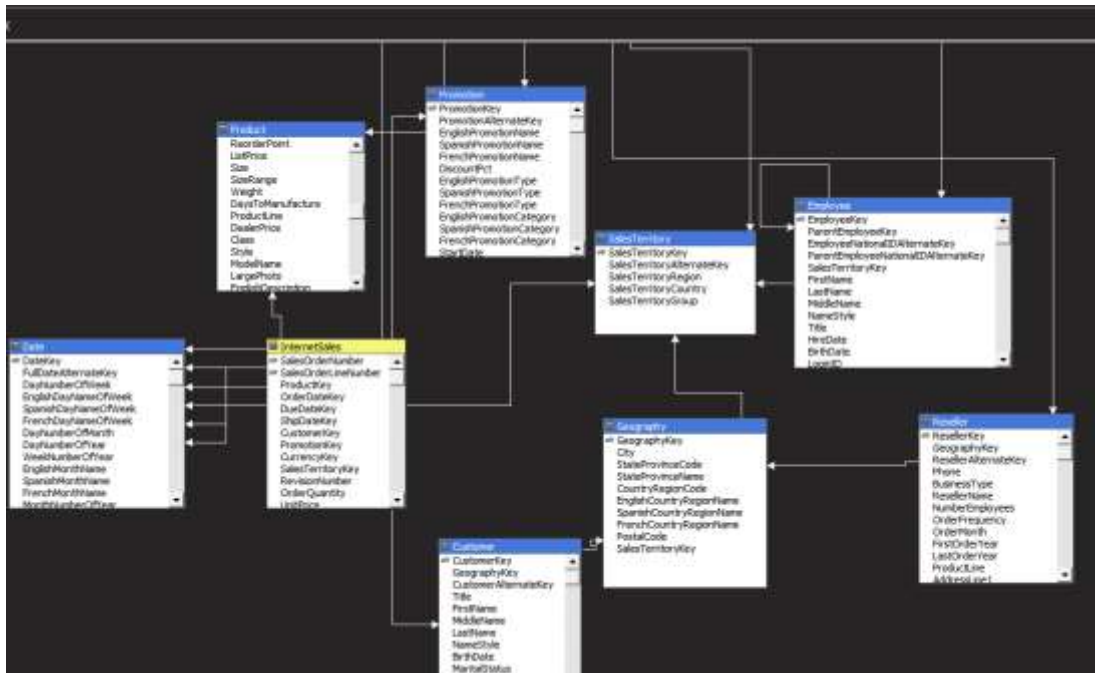 Promotion
PromotionKey
PromotionAlternateKey
EnglishPromotionName
SpanishPromotionName
FrenchPromotionName
DiscountPct
EnglishPromotionType
SpanishPromotionType
FrenchPromotionType
EnglishPromotionCategory
SpanishPromotionCategory
FrenchPromotionCategory
StartDate
Product
ReorderPoint
ListPrice
Size
SizeRange
Weight
DaysToManufacture
ProductLine
DealerPrice
Class
Style
ModelName
LargePhoto
EnglishDescription
Employee
EmployeeKey
ParentEmployeeKey
EmployeeNationalIDAlternateKey
ParentEmployeeNationalIDAlternateKey
SalesTerritoryKey
FirstName
LastName
MiddleName
NameStyle
Title
HireDate
BirthDate
LoginID
SalesTerritory
SalesTerritoryKey
SalesTerritoryAlternateKey
SalesTerritoryRegion
SalesTerritoryCountry
SalesTerritoryGroup
Date
DateKey
FullDateAlternateKey
DayNumberOfWeek
EnglishDayNameOfWeek
SpanishDayNameOfWeek
FrenchDayNameOfWeek
DayNumberOfMonth
DayNumberOfYear
WeekNumberOfYear
EnglishMonthName
SpanishMonthName
FrenchMonthName
MonthNumberOfYear
InternetSales
SalesOrderNumber
SalesOrderLineNumber
ProductKey
OrderDateKey
DueDateKey
ShipDateKey
CustomerKey
PromotionKey
CurrencyKey
SalesTerritoryKey
RevisionNumber
OrderQuantity
UnitPrice
Geography
GeographyKey
City
StateProvinceCode
StateProvinceName
CountryRegionCode
EnglishCountryRegionName
SpanishCountryRegionName
FrenchCountryRegionName
PostalCode
SalesTerritoryKey
Reseller
ResellerKey
GeographyKey
ResellerAlternateKey
Phone
BusinessType
ResellerName
NumberEmployees
OrderFrequency
OrderMonth
FirstOrderYear
LastOrderYear
ProductLine
AddressLine1
Customer
CustomerKey
GeographyKey
CustomerAlternateKey
Title
FirstName
MiddleName
LastName
NameStyle
BirthDate
MaritalStatus